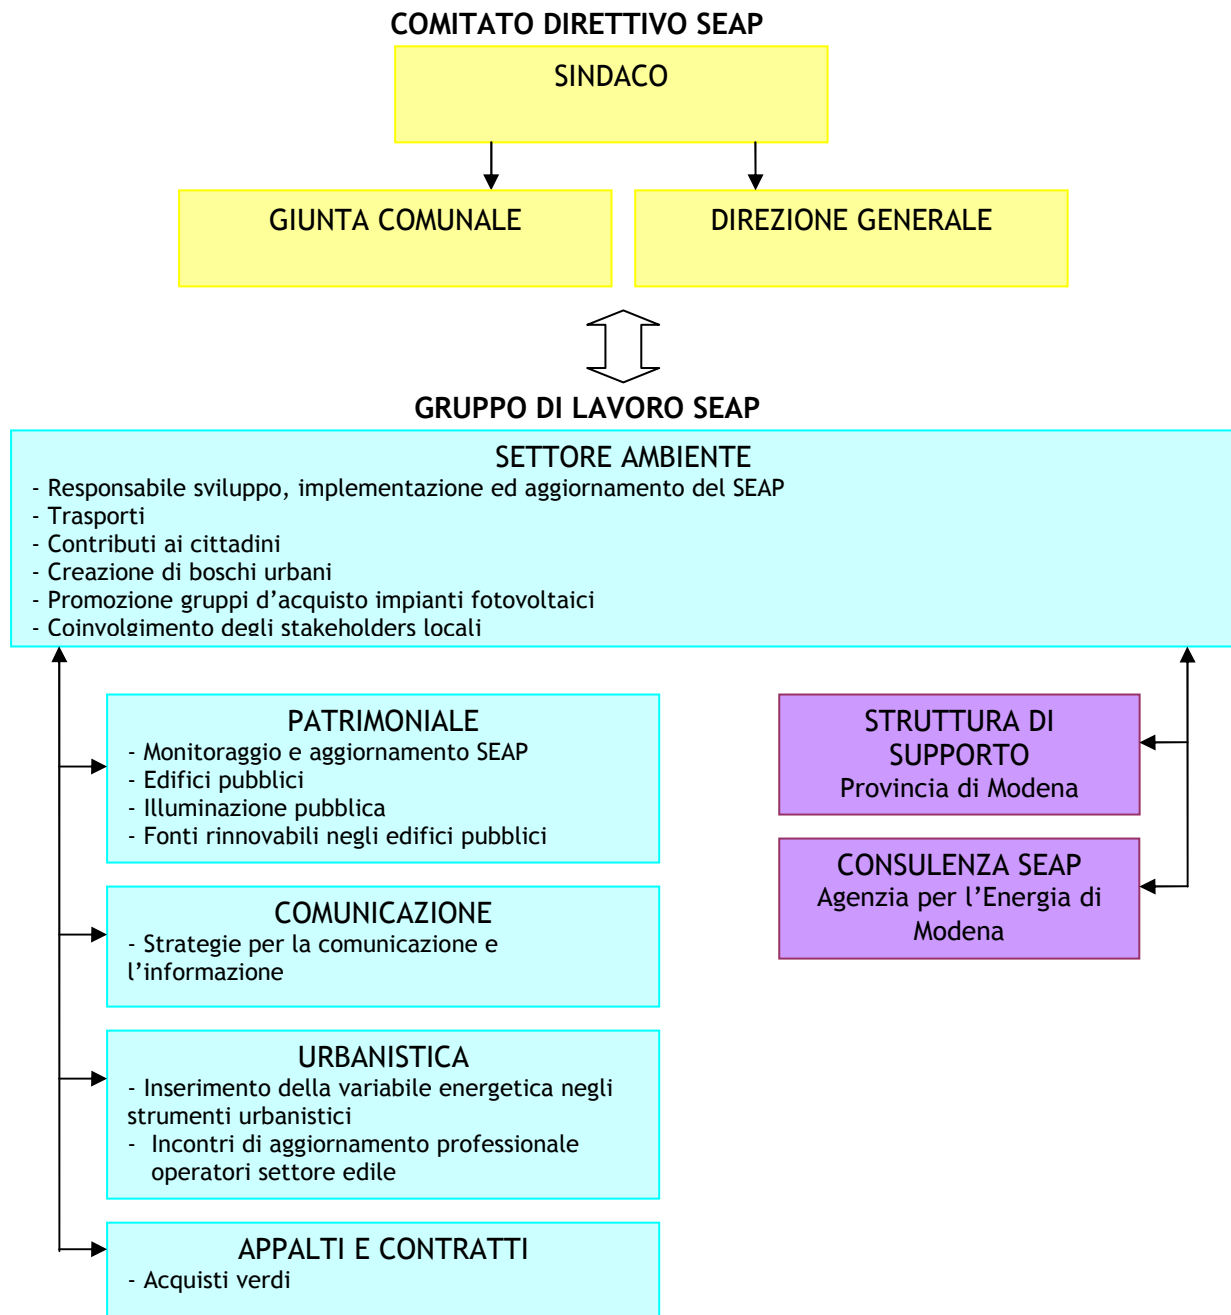 COMITATO DIRETTIVO SEAP
SINDACO
GIUNTA COMUNALE
DIREZIONE GENERALE
GRUPPO DI LAVORO SEAP
SETTORE AMBIENTE
- Responsabile sviluppo, implementazione ed aggiornamento del SEAP
- Trasporti
- Contributi ai cittadini
- Creazione di boschi urbani
- Promozione gruppi d’acquisto impianti fotovoltaici
- Coinvolgimento degli stakeholders locali
PATRIMONIALE
- Monitoraggio e aggiornamento SEAP
- Edifici pubblici
- Illuminazione pubblica
- Fonti rinnovabili negli edifici pubblici
COMUNICAZIONE
- Strategie per la comunicazione e
l’informazione
URBANISTICA
- Inserimento della variabile energetica negli
strumenti urbanistici
- Incontri di aggiornamento professionale
operatori settore edile
APPALTI E CONTRATTI
- Acquisti verdi
STRUTTURA DI
SUPPORTO
Provincia di Modena
CONSULENZA SEAP
Agenzia per l’Energia di
Modena